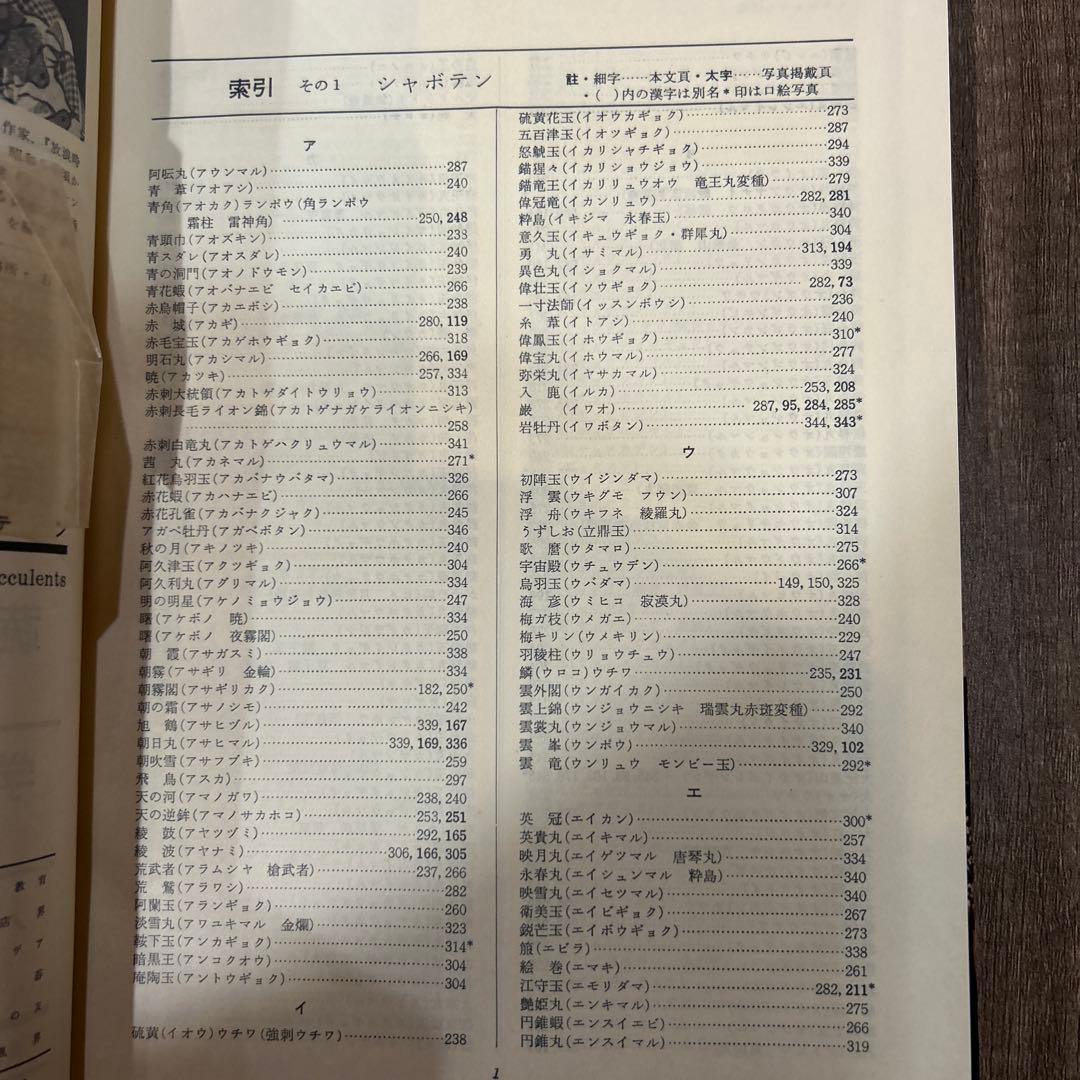 索引 その1 シャボテン
註・細字……本文頁・太字……写真掲載頁
・( )内の漢字は別名*印は口絵写真
ア
阿吽丸(アウンマル)……287
青 葦(アオアシ)……240
青角(アオカク)ランポウ(角ランポウ
霜柱 雷神角)……250, 248
青頭巾(アオズキン)……238
青スダレ(アオスダレ)……240
青の洞門(アオノドウモン)……239
青花蝦(アオバナエビ セイカエビ)……266
赤烏帽子(アカエボシ)……238
赤 城(アカギ)……280, 119
赤毛宝玉(アカゲホウギョク)……318
明石丸(アカシマル)……266, 169
暁(アカツキ)……257, 334
赤刺大統領(アカトゲダイトウリョウ)……313
赤刺長毛ライオン錦(アカトゲナガケライオンニシキ)
……258
赤刺白竜丸(アカトゲハクリュウマル)……341
茜 丸(アカネマル)……271*
紅花烏羽玉(アカバナウバタマ)……326
赤花蝦(アカハナエビ)……266
赤花孔雀(アカバナクジャク)……245
アガベ牡丹(アガベボタン)……346
秋の月(アキノツキ)……240
阿久津玉(アクツギョク)……304
阿久利丸(アグリマル)……334
明の明星(アケノミョウジョウ)……247
曙(アケボノ 暁)……334
曙(アケボノ 夜霧閣)……250
朝 霞(アサガスミ)……338
朝霧(アサギリ 金輪)……334
朝霧閣(アサギリカク)……182, 250*
朝の霜(アサノシモ)……242
旭 鶴(アサヒヅル)……339, 167
朝日丸(アサヒマル)……339, 169, 336
朝吹雪(アサフブキ)……259
飛 鳥(アスカ)……297
天の河(アマノガワ)……238, 240
天の逆鉾(アマノサカホコ)……253, 251
綾 鼓(アヤツヅミ)……292, 165
綾 波(アヤナミ)……306, 166, 305
荒武者(アラムシャ 槍武者)……237, 266
荒 鷲(アラワシ)……282
阿蘭玉(アランギョク)……260
淡雪丸(アワユキマル 金爛)……323
鞍下玉(アンカギョク)……314*
暗黒王(アンコクオウ)……304
庵陶玉(アントウギョク)……304
イ
硫黄(イオウ)ウチワ(強刺ウチワ)……238
硫黄花玉(イオウカギョク)……273
五百津玉(イオツギョク)……287
怒魷玉(イカリシャチギョク)……294
錨猩々(イカリショウジョウ)……339
錨竜王(イカリリュウオウ 竜王丸変種)……279
偉冠竜(イカンリュウ)……282, 281
粋島(イキジマ 永春玉)……340
意久玉(イキュウギョク・群犀丸)……304
勇 丸(イサミマル)……313, 194
異色丸(イショクマル)……339
偉壮玉(イソウギョク)……282, 73
一寸法師(イッスンボウシ)……236
糸 葦(イトアシ)……240
偉鳳玉(イホウギョク)……310*
偉宝丸(イホウマル)……277
弥栄丸(イヤサカマル)……324
入 鹿(イルカ)……253, 208
巌 (イワオ)……287, 95, 284, 285*
岩牡丹(イワボタン)……344, 343*
ウ
初陣玉(ウイジンダマ)……273
浮 雲(ウキグモ フウン)……307
浮 舟(ウキフネ 綾羅丸)……324
うずしお(立鼎玉)……314
歌 麿(ウタマロ)……275
宇宙殿(ウチュウデン)……266*
烏羽玉(ウバダマ)……149, 150, 325
海 彦(ウミヒコ 寂漠丸)……328
梅ガ枝(ウメガエ)……240
梅キリン(ウメキリン)……229
羽稜柱(ウリョウチュウ)……247
鱗(ウロコ)ウチワ……235, 231
雲外閣(ウンガイカク)……250
雲上錦(ウンジョウニシキ 瑞雲丸赤斑変種)……292
雲裳丸(ウンジョウマル)……340
雲 峯(ウンポウ)……329, 102
雲 竜(ウンリュウ モンビー玉)……292*
エ
英 冠(エイカン)……300*
英貴丸(エイキマル)……257
映月丸(エイゲツマル 唐琴丸)……334
永春丸(エイシュンマル 粋島)……340
映雪丸(エイセツマル)……340
衛美玉(エイビギョク)……267
鋭芒玉(エイボウギョク)……273
箙(エビラ)……338
絵 巻(エマキ)……261
江守玉(エモリダマ)……282, 211*
艶姫丸(エンキマル)……275
円錐蝦(エンスイエビ)……266
円錐丸(エンスイマル)……319
1